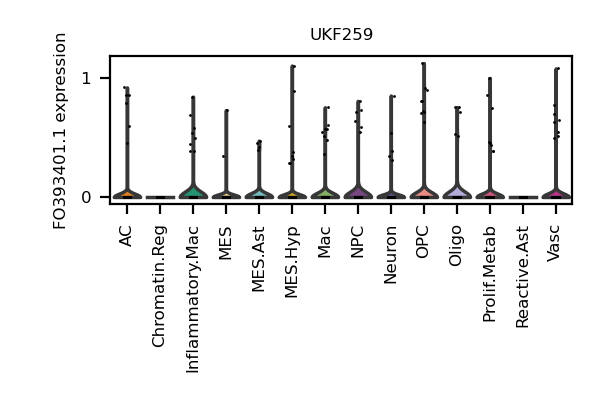 UKF259
FO393401.1 expression
1
0
AC
Chromatin.Reg
Inflammatory.Mac
MES
MES.Ast
MES.Hyp
Mac
NPC
Neuron
OPC
Oligo
Prolif.Metab
Reactive.Ast
Vasc